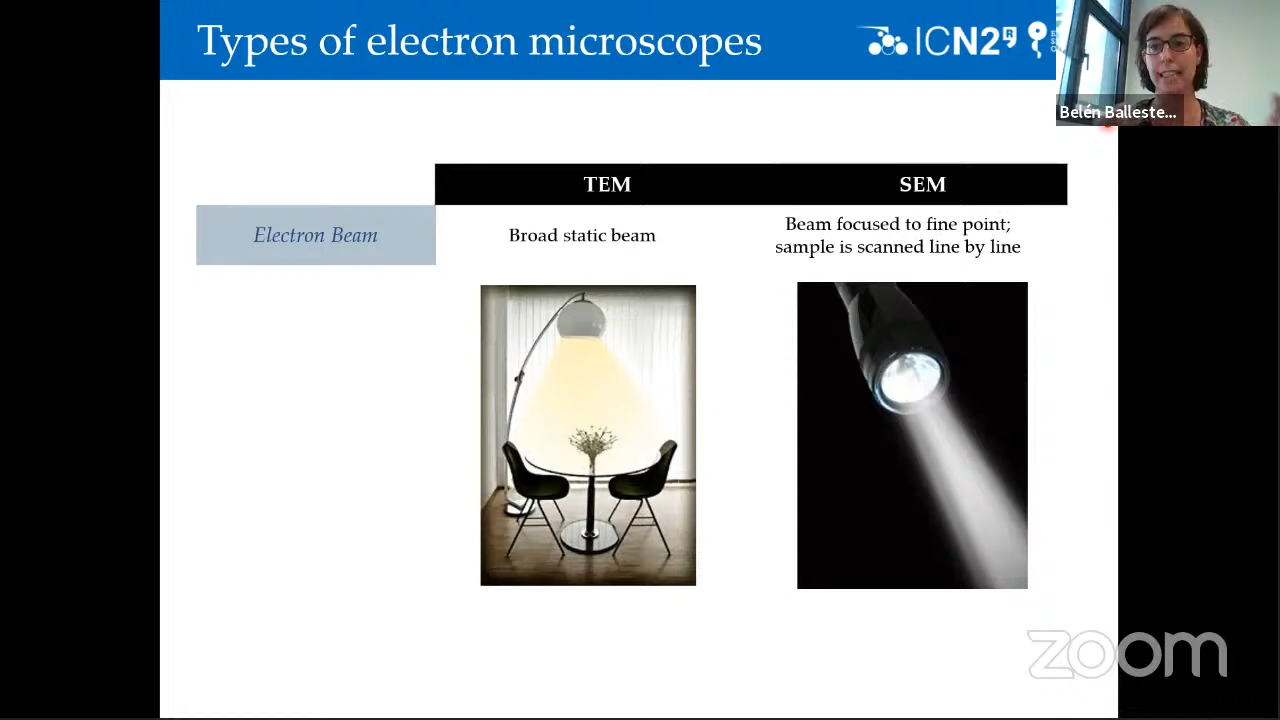 Types of electron microscopes
ICN2
Belén Balleste...
TEM
SEM
Electron Beam
Broad static beam
Beam focused to fine point;
sample is scanned line by line
zoom